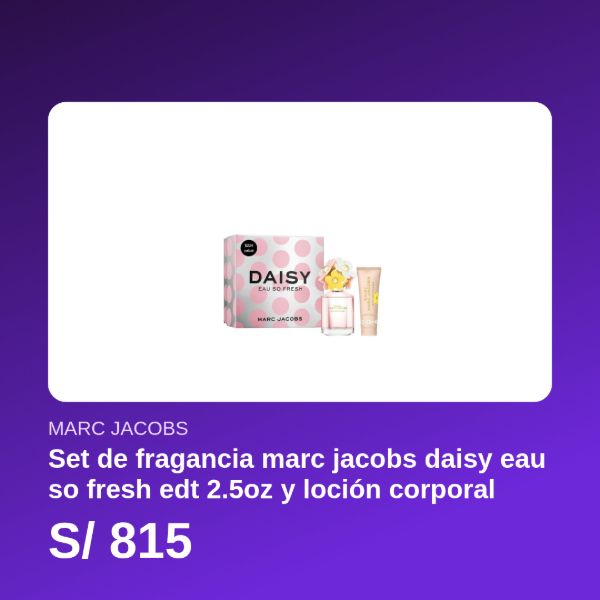 DAISY
EAU SO FRESH
MARC JACOBS
MARC JACOBS
Set de fragancia marc jacobs daisy eau
so fresh edt 2.5oz y loción corporal
S/ 815